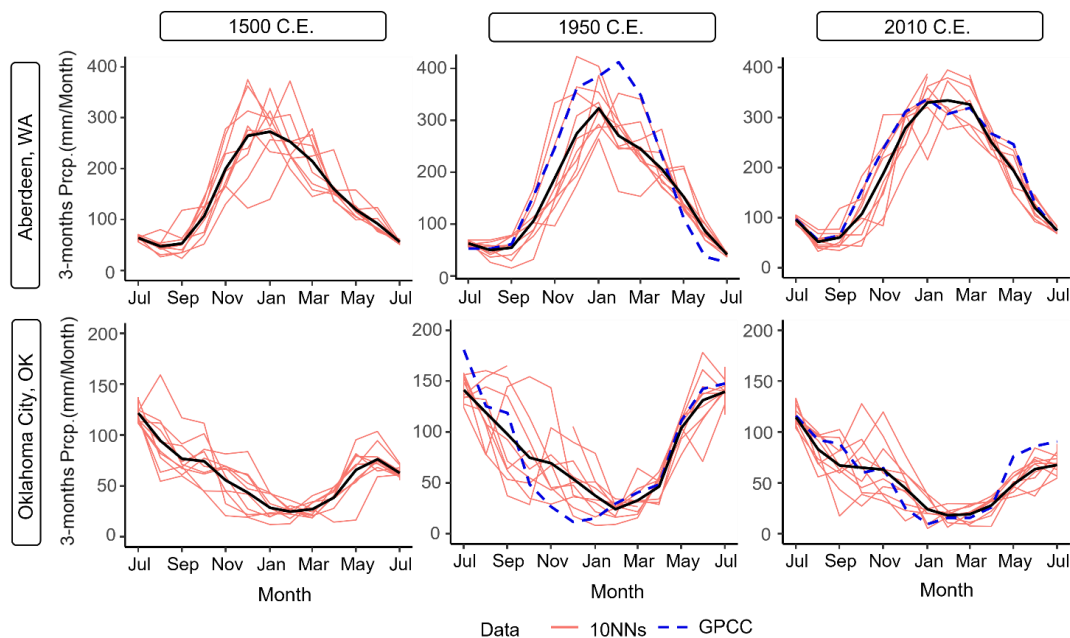 1500 C.E.
1950 C.E.
2010 C.E.
Aberdeen, WA
3-months Prcp.(mm/Month)
400
300
200
100
0
Jul Sep Nov Jan Mar May Jul
400
300
200
100
0
Jul Sep Nov Jan Mar May Jul
400
300
200
100
0
Jul Sep Nov Jan Mar May Jul
Oklahoma City, OK
3-months Prcp.(mm/Month)
200
150
100
50
0
Jul Sep Nov Jan Mar May Jul
Month
200
150
100
50
0
Jul Sep Nov Jan Mar May Jul
Month
200
150
100
50
0
Jul Sep Nov Jan Mar May Jul
Month
Data 10NNs GPCC